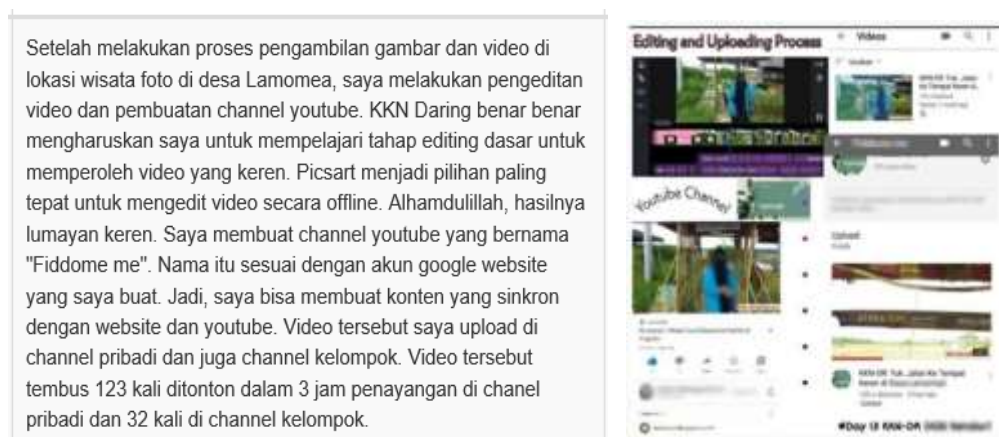 Setelah melakukan proses pengambilan gambar dan video di
lokasi wisata foto di desa Lamomea, saya melakukan pengeditan
video dan pembuatan channel youtube. KKN Daring benar benar
mengharuskan saya untuk mempelajari tahap editing dasar untuk
memperoleh video yang keren. Picsart menjadi pilihan paling
tepat untuk mengedit video secara offline. Alhamdulillah, hasilnya
lumayan keren. Saya membuat channel youtube yang bernama
"Fiddome me". Nama itu sesuai dengan akun google website
yang saya buat. Jadi, saya bisa membuat konten yang sinkron
dengan website dan youtube. Video tersebut saya upload di
channel pribadi dan juga channel kelompok. Video tersebut
tembus 123 kali ditonton dalam 3 jam penayangan di chanel
pribadi dan 32 kali di channel kelompok.
Editing and Uploading Process
Videos
Youtube Channel
Upload
#Day 13 KKN-DR